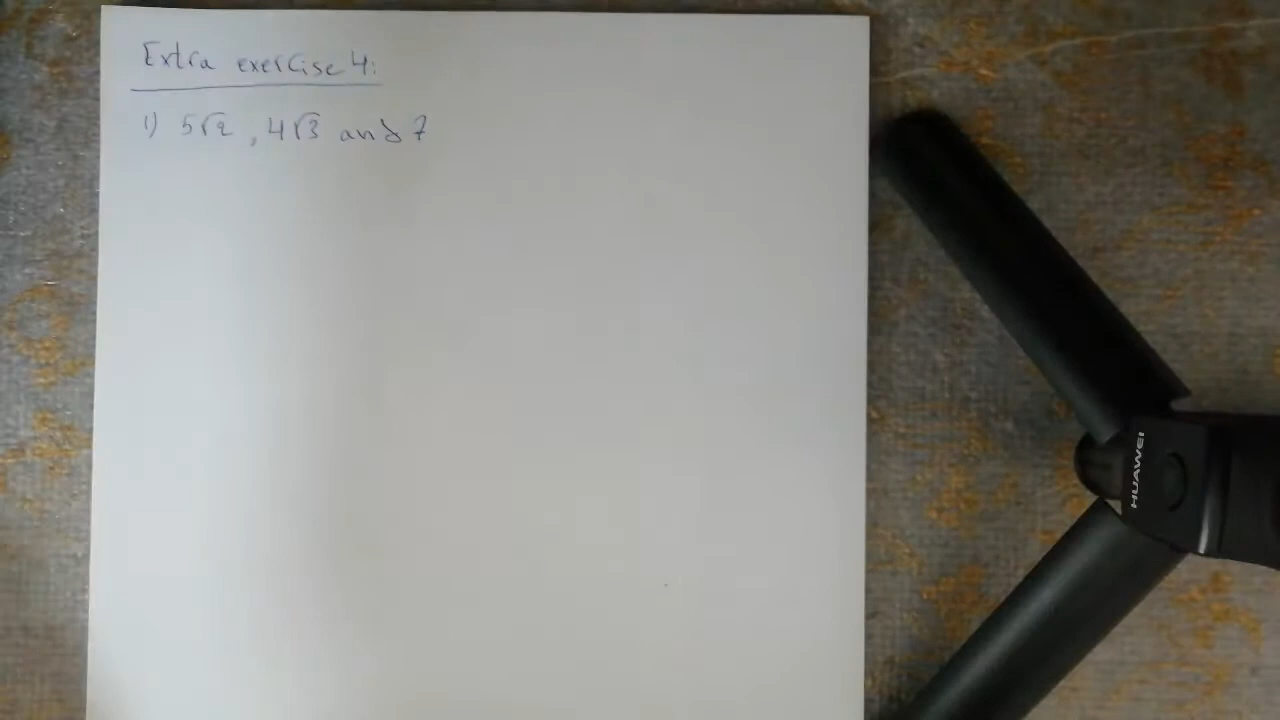 Extra exercise 4:
1) 5√2 , 4√3 and 7
HUAWEI